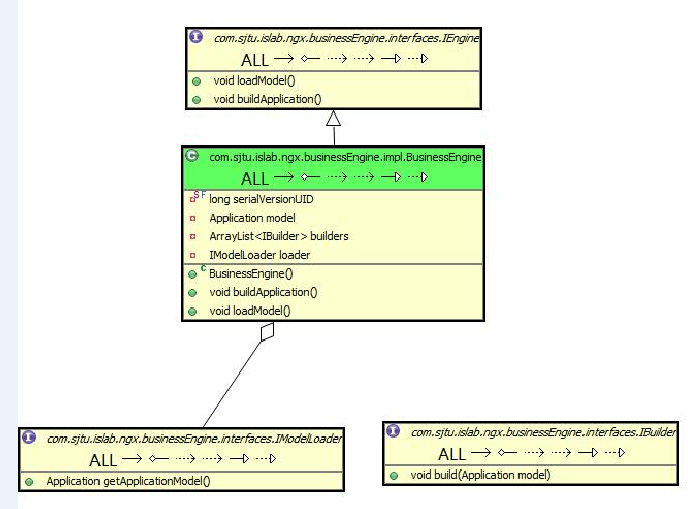 com.sjtu.islab.ngx.businessEngine.interfaces.IEngine
ALL
void loadModel()
void buildApplication()
com.sjtu.islab.ngx.businessEngine.impl.BusinessEngine
ALL
S F long serialVersionUID
Application model
ArrayList<IBuilder> builders
IModelLoader loader
C BusinessEngine()
void buildApplication()
void loadModel()
com.sjtu.islab.ngx.businessEngine.interfaces.IModelLoader
ALL
Application getApplicationModel()
com.sjtu.islab.ngx.businessEngine.interfaces.IBuilder
ALL
void build(Application model)